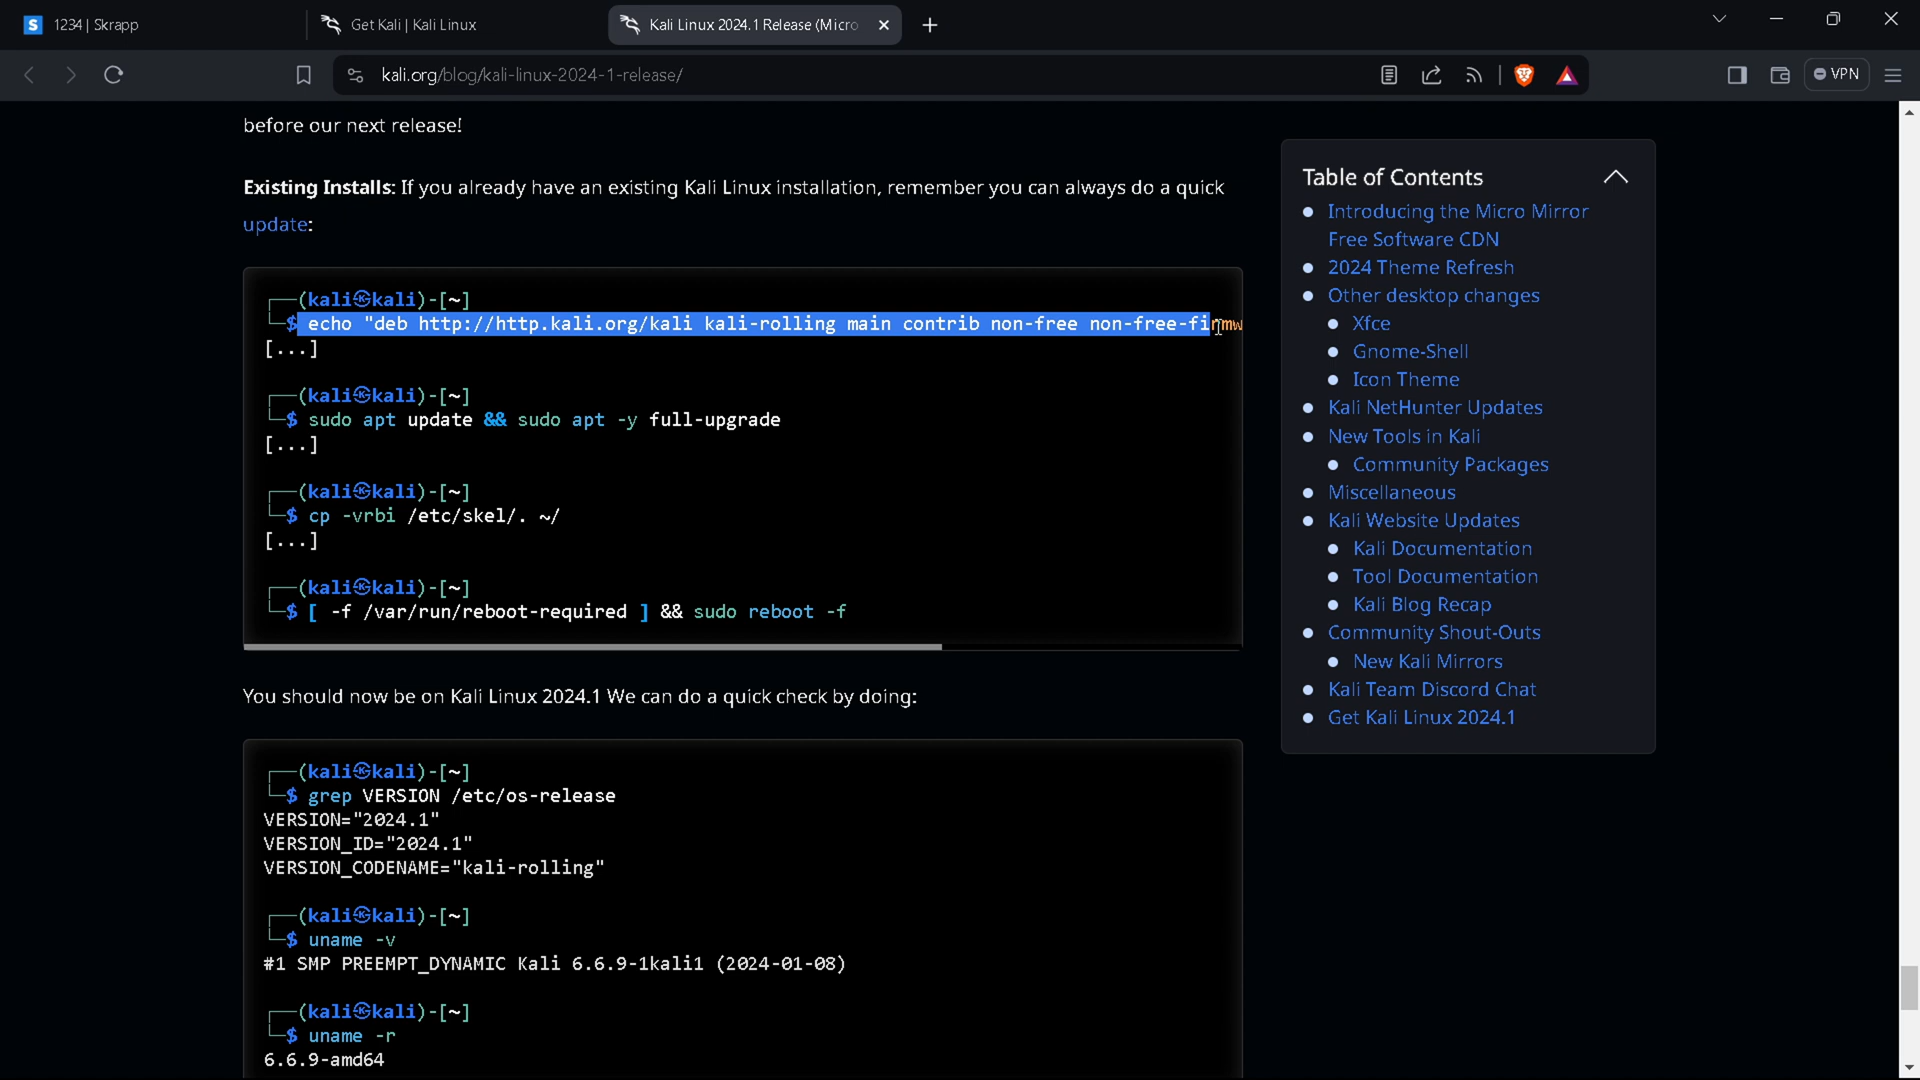 1234 | Skrapp
Get Kali | Kali Linux
Kali Linux 2024.1 Release (Micro
kali.org/blog/kali-linux-2024-1-release/
VPN
before our next release!
Existing Installs: If you already have an existing Kali Linux installation, remember you can always do a quick
update:
┌──(kali㉿kali)-[~]
└─$ echo "deb http://http.kali.org/kali kali-rolling main contrib non-free non-free-firmw
[...]
┌──(kali㉿kali)-[~]
└─$ sudo apt update && sudo apt -y full-upgrade
[...]
┌──(kali㉿kali)-[~]
└─$ cp -vrbi /etc/skel/. ~/
[...]
┌──(kali㉿kali)-[~]
└─$ [ -f /var/run/reboot-required ] && sudo reboot -f
You should now be on Kali Linux 2024.1 We can do a quick check by doing:
┌──(kali㉿kali)-[~]
└─$ grep VERSION /etc/os-release
VERSION="2024.1"
VERSION_ID="2024.1"
VERSION_CODENAME="kali-rolling"
┌──(kali㉿kali)-[~]
└─$ uname -v
#1 SMP PREEMPT_DYNAMIC Kali 6.6.9-1kali1 (2024-01-08)
┌──(kali㉿kali)-[~]
└─$ uname -r
6.6.9-amd64
Table of Contents
Introducing the Micro Mirror
Free Software CDN
2024 Theme Refresh
Other desktop changes
Xfce
Gnome-Shell
Icon Theme
Kali NetHunter Updates
New Tools in Kali
Community Packages
Miscellaneous
Kali Website Updates
Kali Documentation
Tool Documentation
Kali Blog Recap
Community Shout-Outs
New Kali Mirrors
Kali Team Discord Chat
Get Kali Linux 2024.1